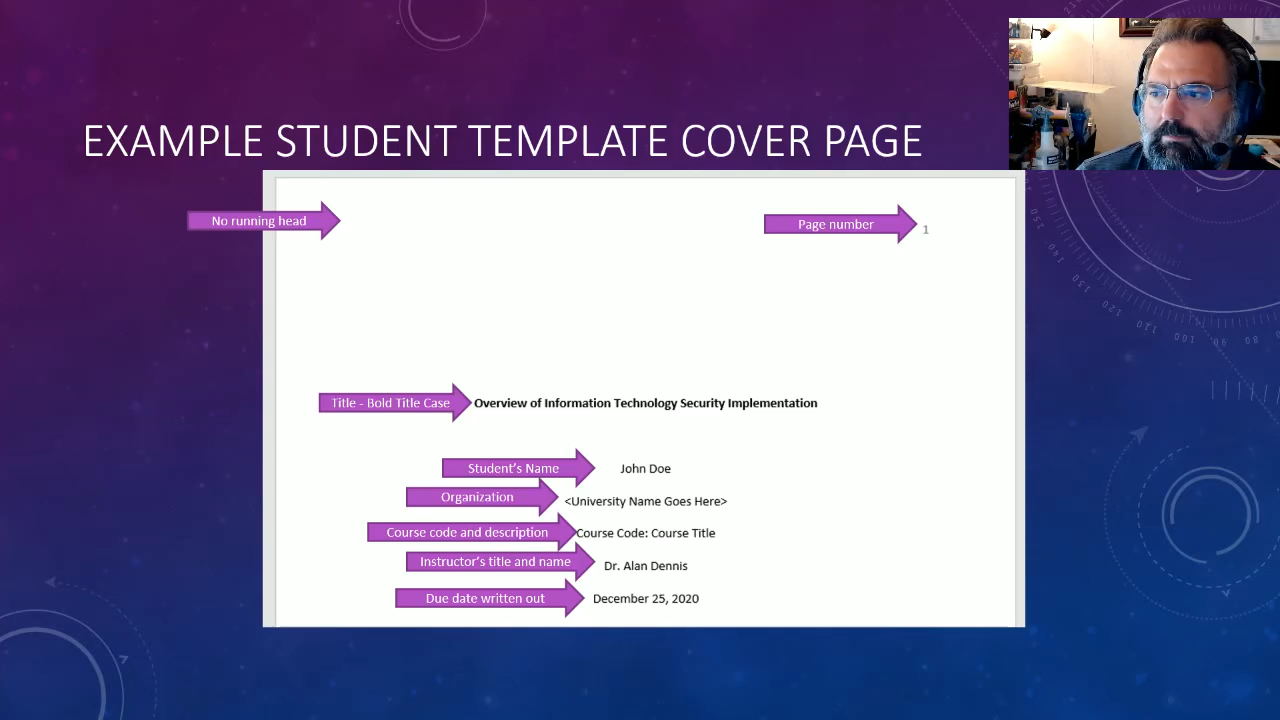 EXAMPLE STUDENT TEMPLATE COVER PAGE
No running head
Page number
1
Title - Bold Title Case
Overview of Information Technology Security Implementation
Student's Name
John Doe
Organization
<University Name Goes Here>
Course code and description
Course Code: Course Title
Instructor's title and name
Dr. Alan Dennis
Due date written out
December 25, 2020